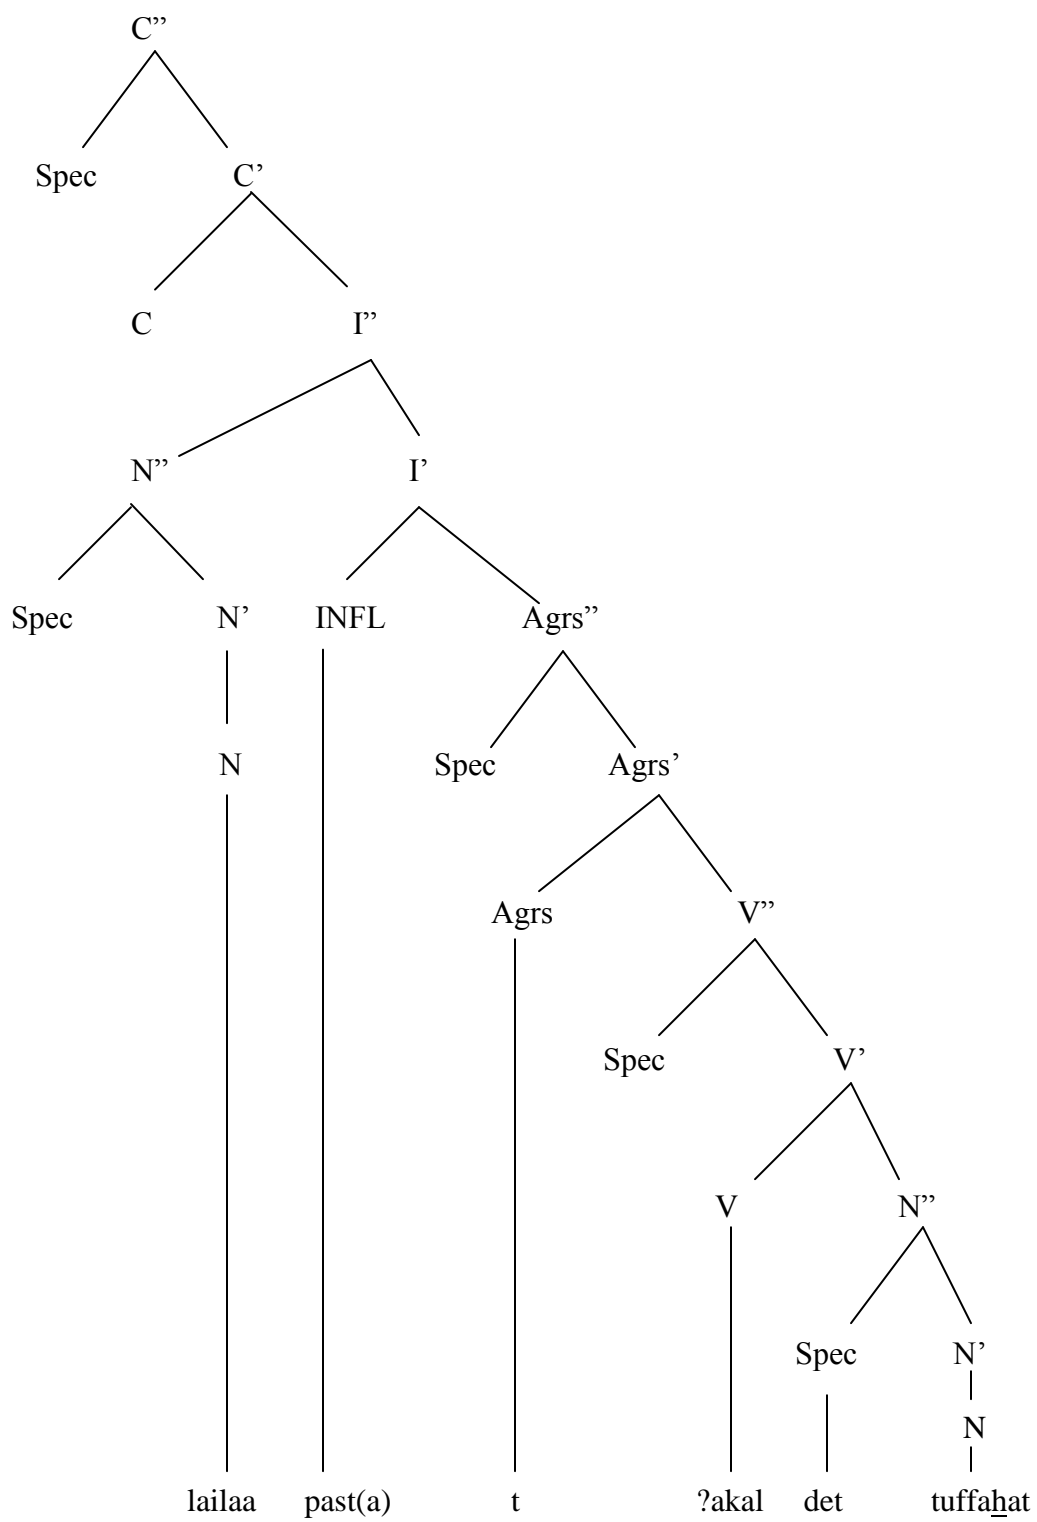 C”
Spec C’
C I”
N” I’
Spec N’ INFL Agrs”
N Spec Agrs’
Agrs V”
Spec V’
V N”
Spec N’
N
lailaa past(a) t ?akal det tuffahat